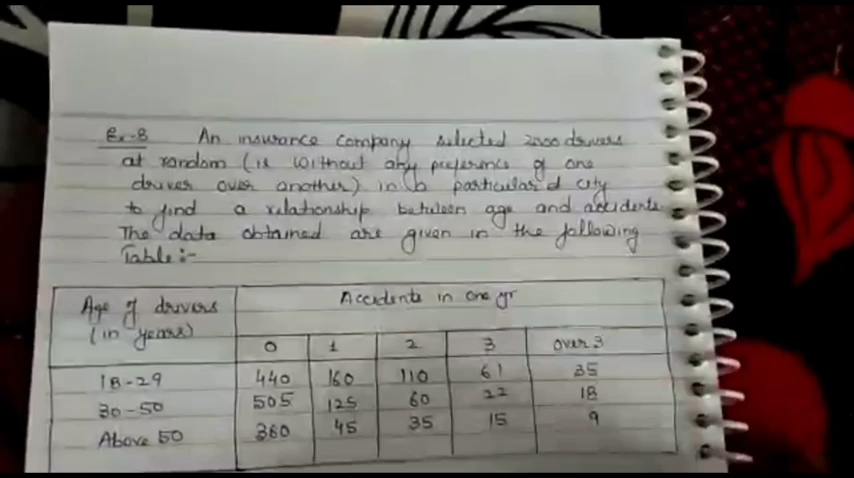 Ex-8 An insurance company selected 2000 drivers
at random (ie without any preference of one
driver over another) in a particular city
to find a relationship between age and accidents.
The data obtained are given in the following
Table :-
Age of drivers Accidents in one yr
(in years)
0 1 2 3 over 3
18-29 440 160 110 61 35
30-50 505 125 60 22 18
Above 50 360 45 35 15 9